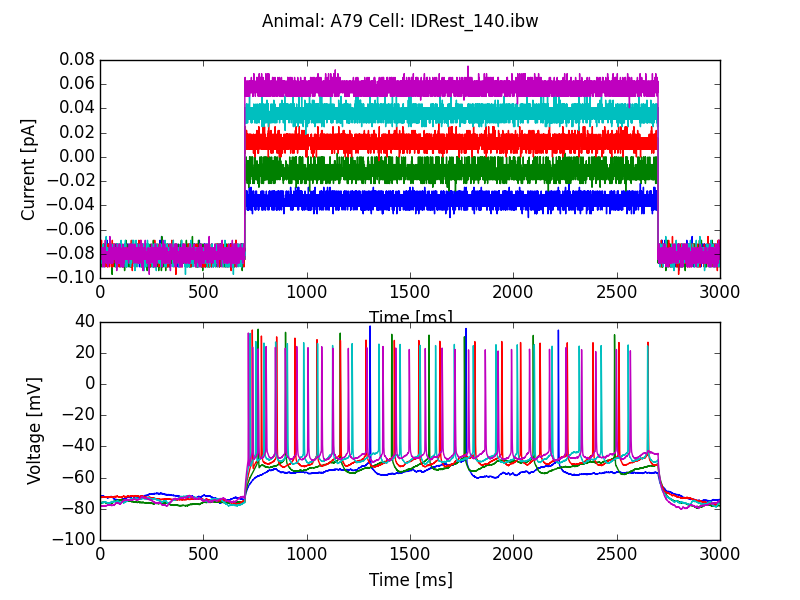 Animal: A79 Cell: IDRest_140.ibw
0.08
0.06
0.04
0.02
0.00
−0.02
−0.04
−0.06
−0.08
−0.10
Current [pA]
0 500 1000 1500 2000 2500 3000
Time [ms]
40
20
0
−20
−40
−60
−80
−100
Voltage [mV]
0 500 1000 1500 2000 2500 3000
Time [ms]